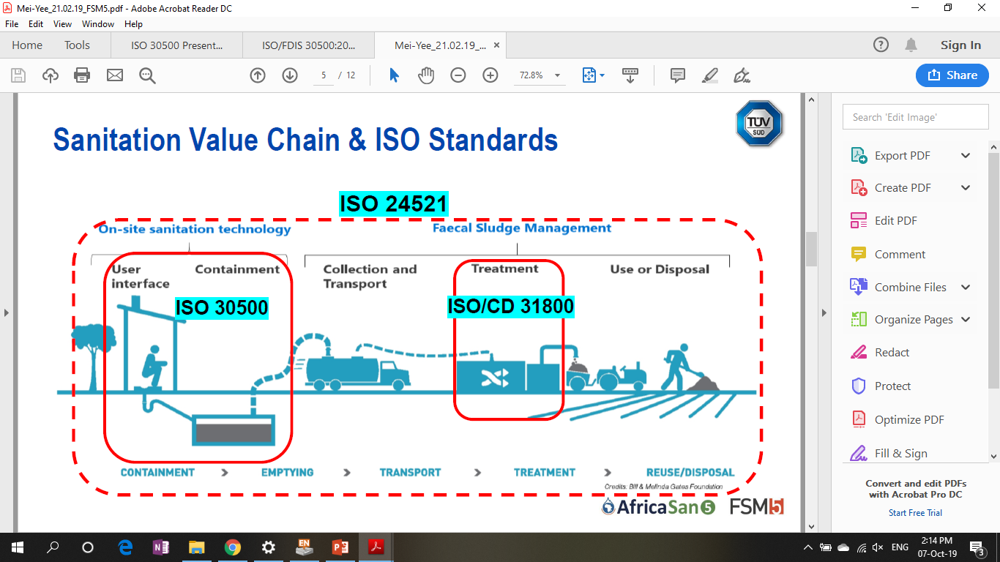 Mei-Yee_21.02.19_FSM5.pdf - Adobe Acrobat Reader DC
File Edit View Window Help
Home Tools ISO 30500 Present... ISO/FDIS 30500:20... Mei-Yee_21.02.19_... × Sign In
5 / 12 72.8% Share
Sanitation Value Chain & ISO Standards
TÜV
SÜD
ISO 24521
On-site sanitation technology Faecal Sludge Management
User interface Containment Collection and Transport Treatment Use or Disposal
ISO 30500 ISO/CD 31800
CONTAINMENT > EMPTYING > TRANSPORT > TREATMENT > REUSE/DISPOSAL
Credits: Bill & Melinda Gates Foundation
AfricaSan 5 FSM5
Search 'Edit Image'
Export PDF
Create PDF
Edit PDF
Comment
Combine Files
Organize Pages
Redact
Protect
Optimize PDF
Fill & Sign
Convert and edit PDFs
with Acrobat Pro DC
Start Free Trial
EN ENG 2:14 PM
07-Oct-19 3